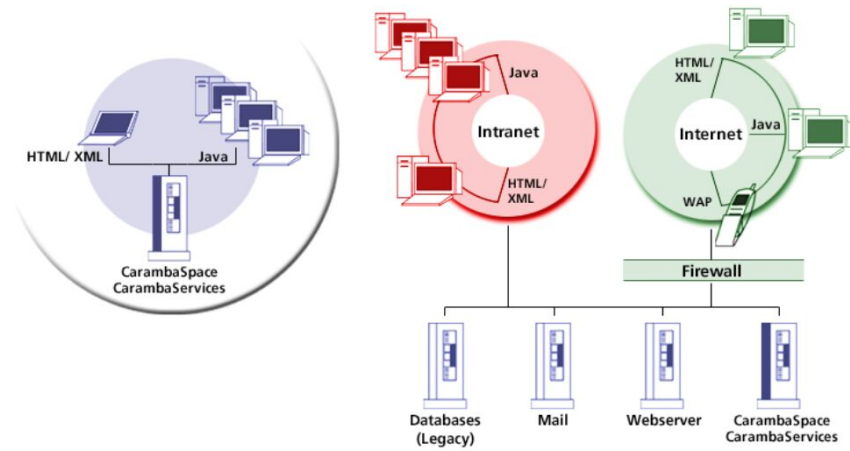 HTML/ XML
Java
CarambaSpace
CarambaServices
Java
Intranet
HTML/
XML
HTML/
XML
Java
Internet
WAP
Firewall
Databases
(Legacy)
Mail
Webserver
CarambaSpace
CarambaServices